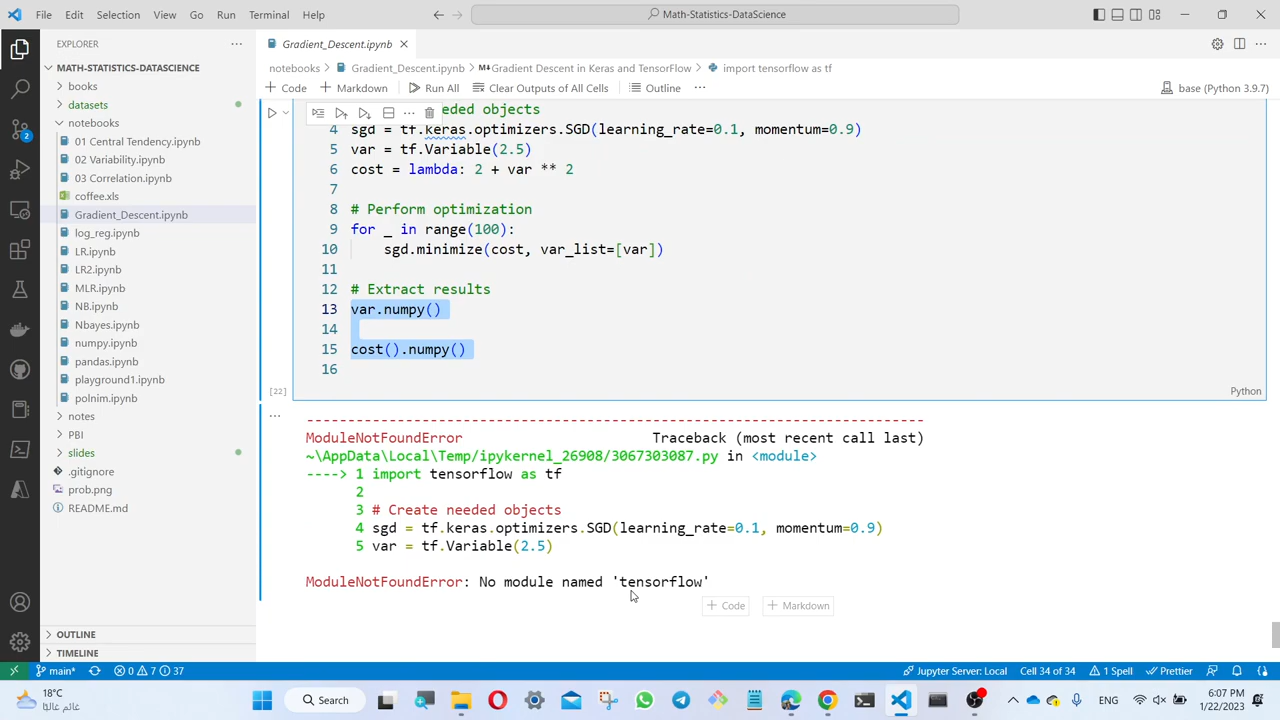 File Edit Selection View Go Run Terminal Help
Math-Statistics-DataScience
EXPLORER
MATH-STATISTICS-DATASCIENCE
books
datasets
notebooks
01 Central Tendency.ipynb
02 Variability.ipynb
03 Correlation.ipynb
coffee.xls
Gradient_Descent.ipynb
log_reg.ipynb
LR.ipynb
LR2.ipynb
MLR.ipynb
NB.ipynb
Nbayes.ipynb
numpy.ipynb
pandas.ipynb
playground1.ipynb
polnim.ipynb
notes
PBI
slides
.gitignore
prob.png
README.md
OUTLINE
TIMELINE
Gradient_Descent.ipynb
notebooks > Gradient_Descent.ipynb > M↓Gradient Descent in Keras and TensorFlow > import tensorflow as tf
+ Code + Markdown Run All Clear Outputs of All Cells Outline ... base (Python 3.9.7)
eded objects
4 sgd = tf.keras.optimizers.SGD(learning_rate=0.1, momentum=0.9)
5 var = tf.Variable(2.5)
6 cost = lambda: 2 + var ** 2
7
8 # Perform optimization
9 for _ in range(100):
10 sgd.minimize(cost, var_list=[var])
11
12 # Extract results
13 var.numpy()
14
15 cost().numpy()
16
[22] Python
---------------------------------------------------------------------------
ModuleNotFoundError Traceback (most recent call last)
~\AppData\Local\Temp/ipykernel_26908/3067303087.py in <module>
----> 1 import tensorflow as tf
2
3 # Create needed objects
4 sgd = tf.keras.optimizers.SGD(learning_rate=0.1, momentum=0.9)
5 var = tf.Variable(2.5)
ModuleNotFoundError: No module named 'tensorflow'
+ Code + Markdown
2
main* 0 7 37 Jupyter Server: Local Cell 34 of 34 1 Spell Prettier
18°C
غائم غالبًا
Search
ENG
6:07 PM
1/22/2023